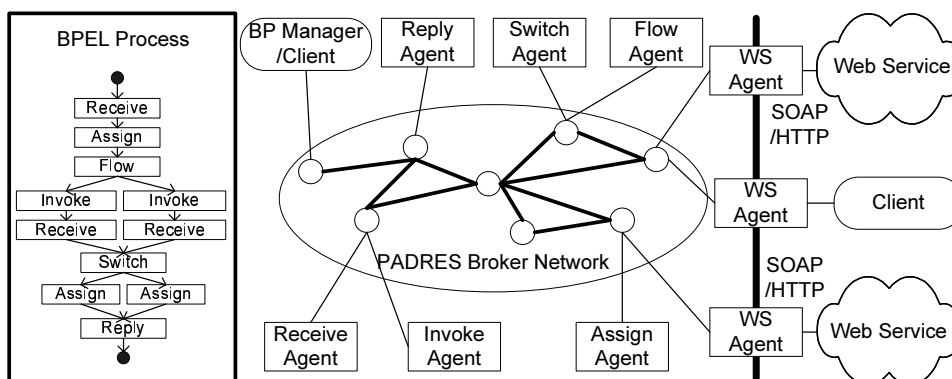 BPEL Process
Receive
Assign
Flow
Invoke
Invoke
Receive
Receive
Switch
Assign
Assign
Reply
BP Manager
/Client
Reply
Agent
Switch
Agent
Flow
Agent
WS
Agent
Web Service
SOAP
/HTTP
WS
Agent
Client
PADRES Broker Network
SOAP
/HTTP
Receive
Agent
Invoke
Agent
Assign
Agent
WS
Agent
Web Service